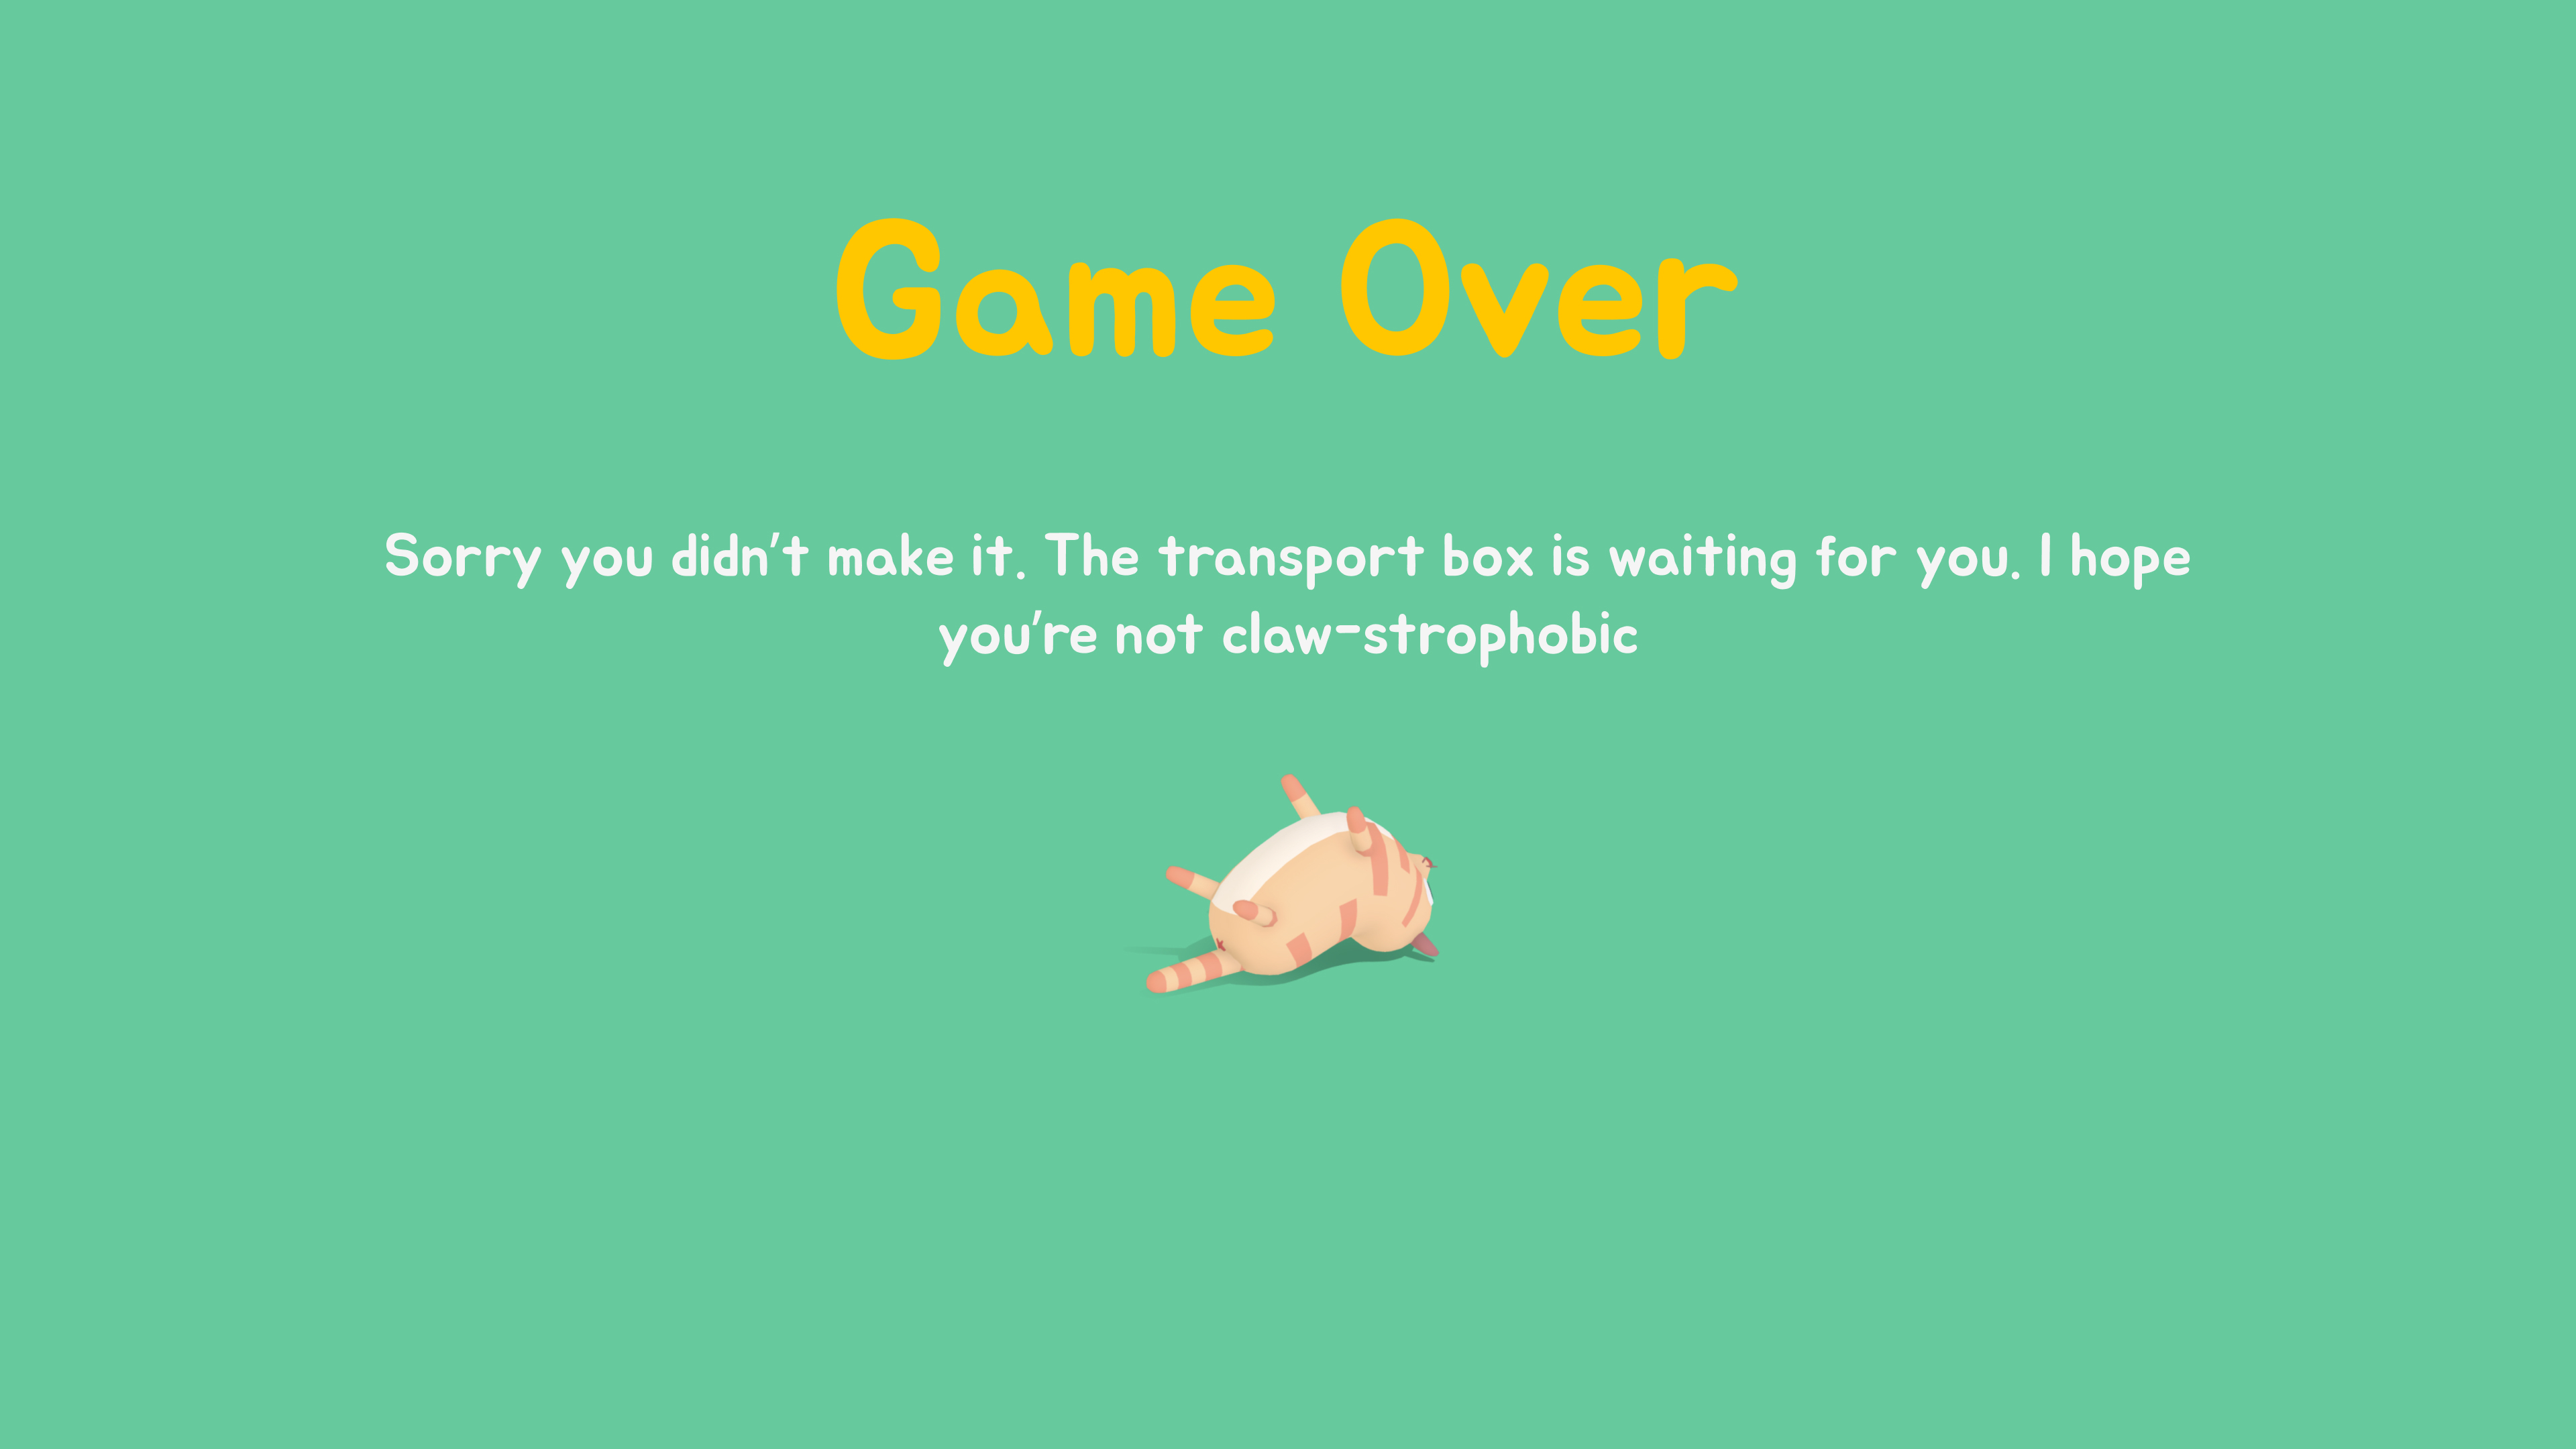 Game Over
Sorry you didn't make it. The transport box is waiting for you. I hope
you're not claw-strophobic